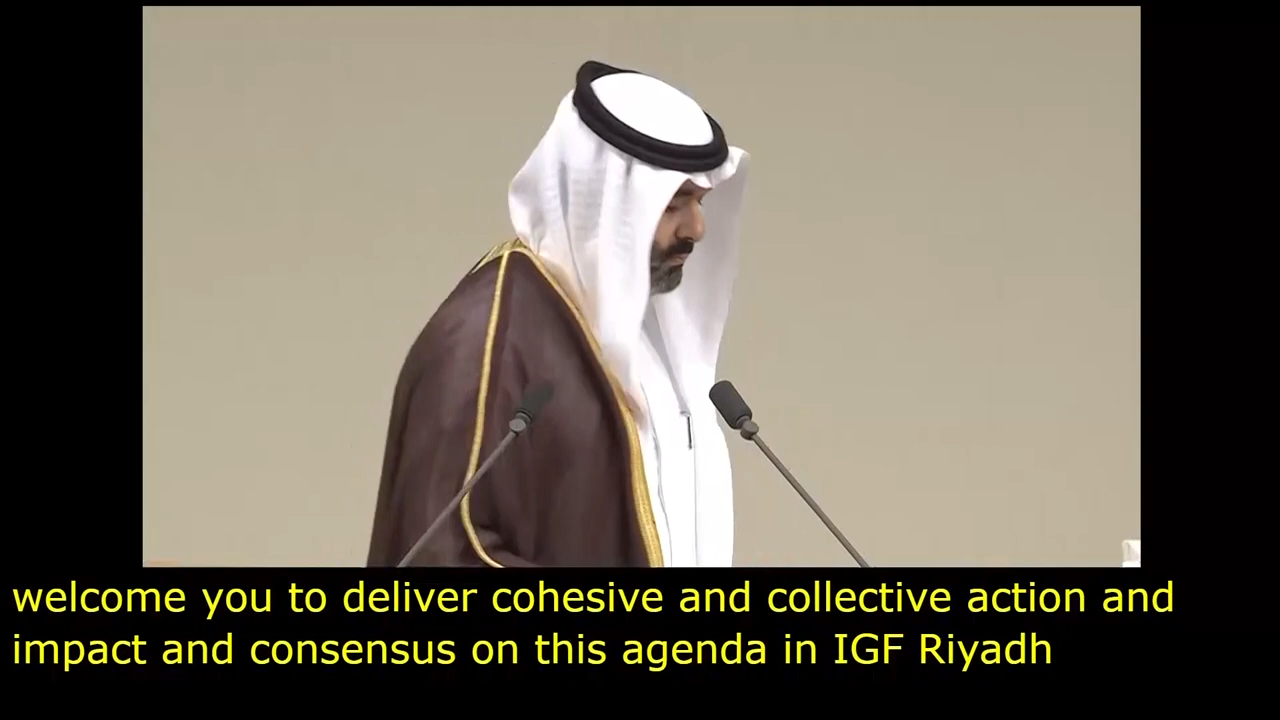 welcome you to deliver cohesive and collective action and
impact and consensus on this agenda in IGF Riyadh